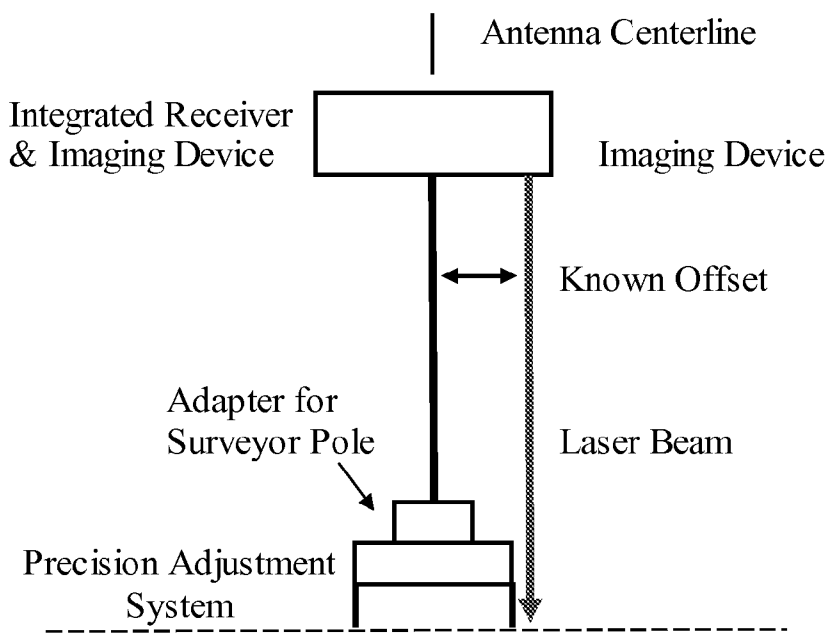 Antenna Centerline
Integrated Receiver
& Imaging Device
Imaging Device
Known Offset
Adapter for
Surveyor Pole
Laser Beam
Precision Adjustment
System